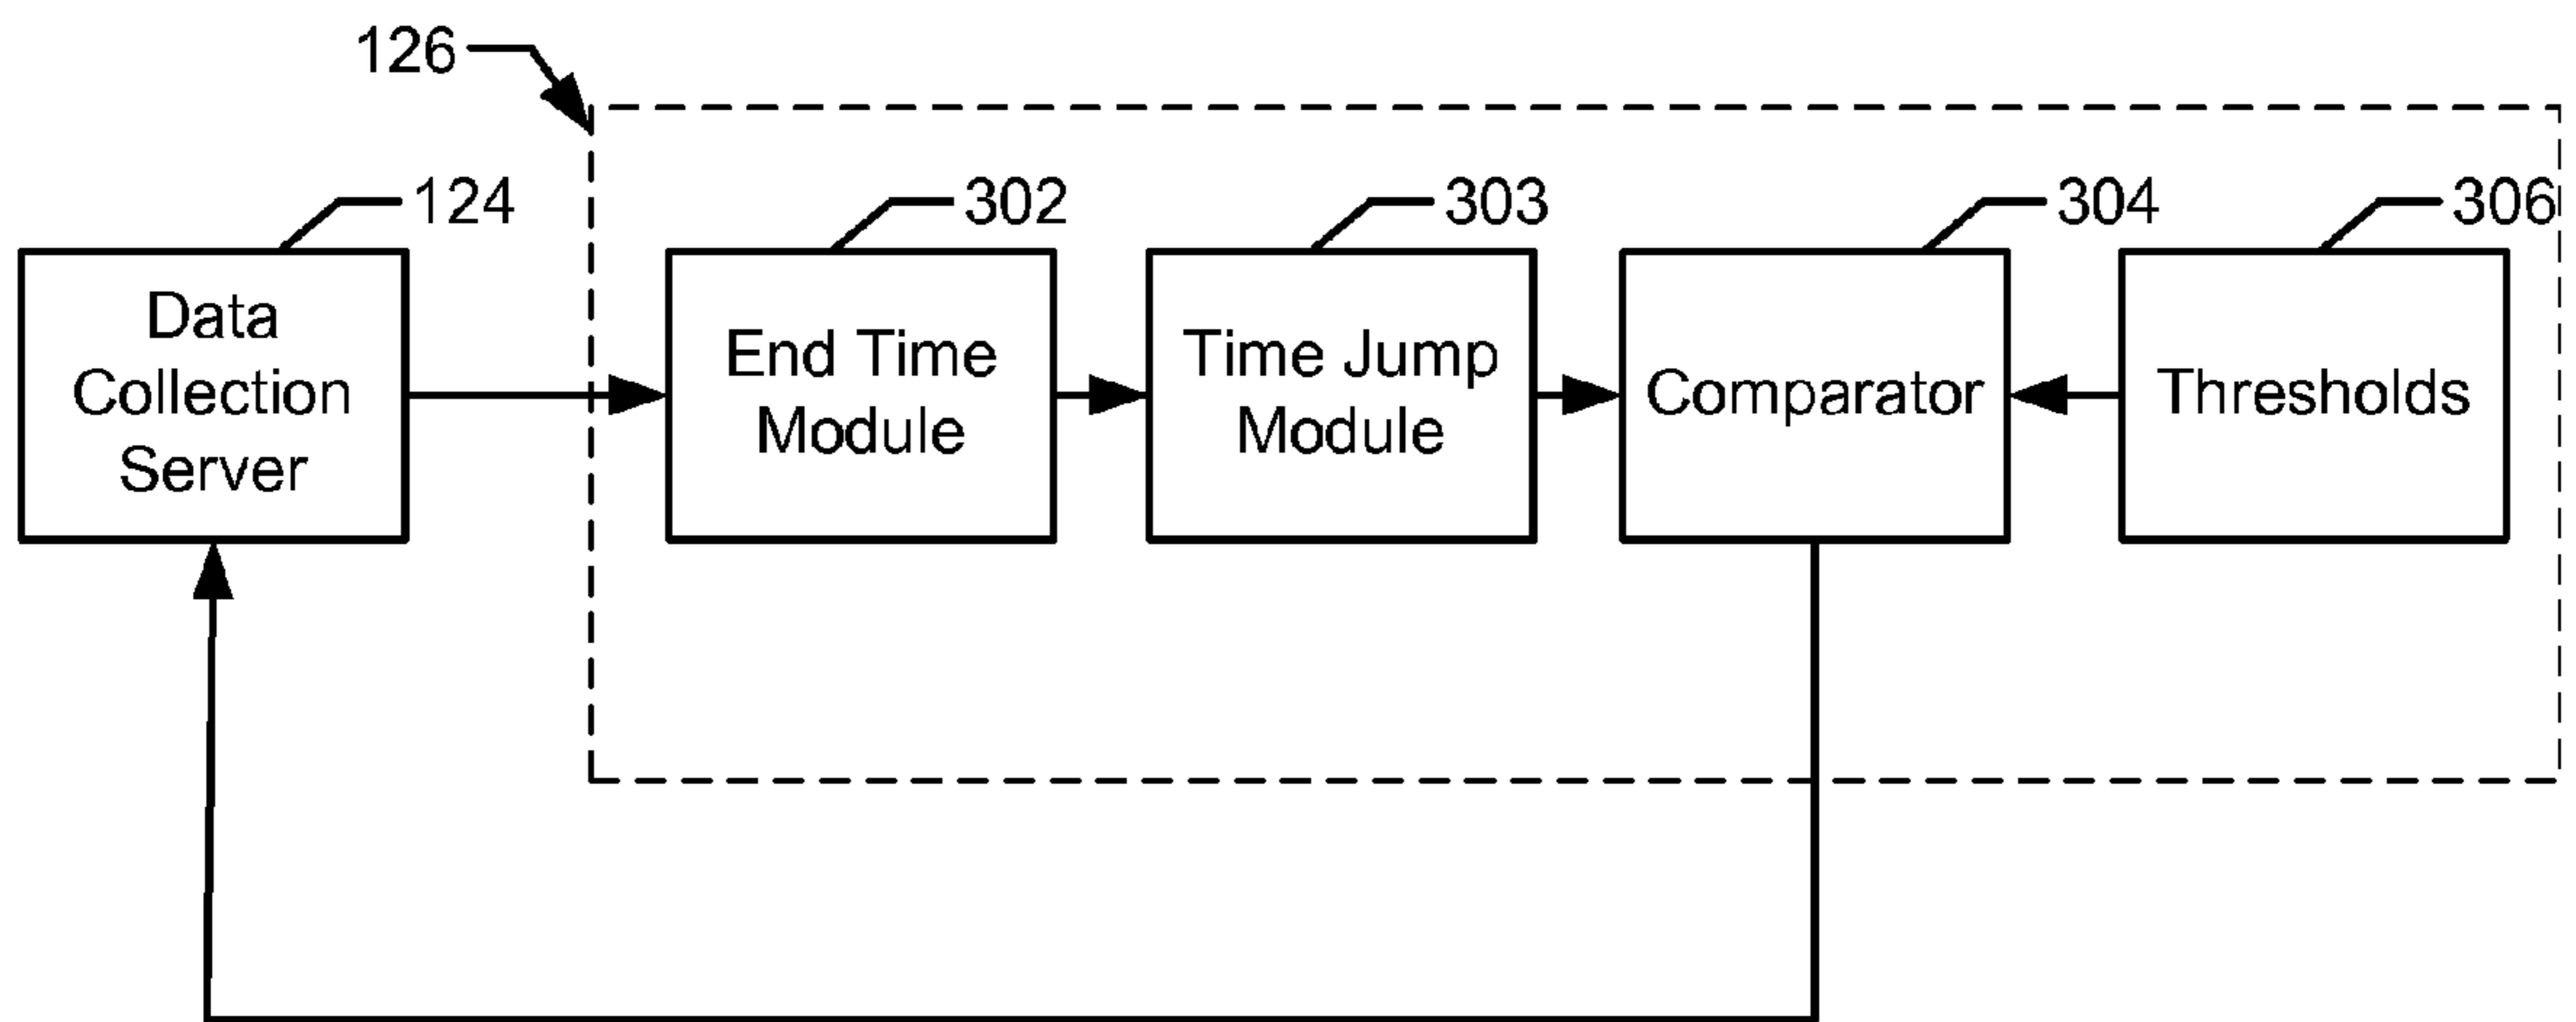 126
124
302
303
304
306
Data
Collection
Server
End Time
Module
Time Jump
Module
Comparator
Thresholds